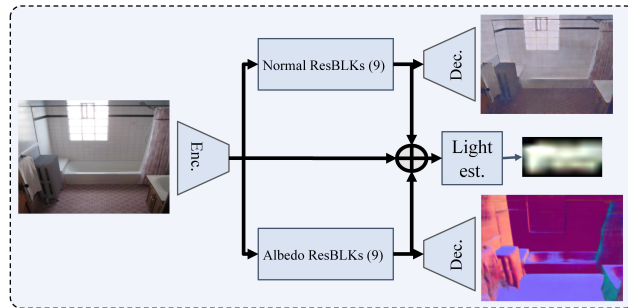 Normal ResBLKs (9)
Dec.
Enc.
Light
est.
Albedo ResBLKs (9)
Dec.